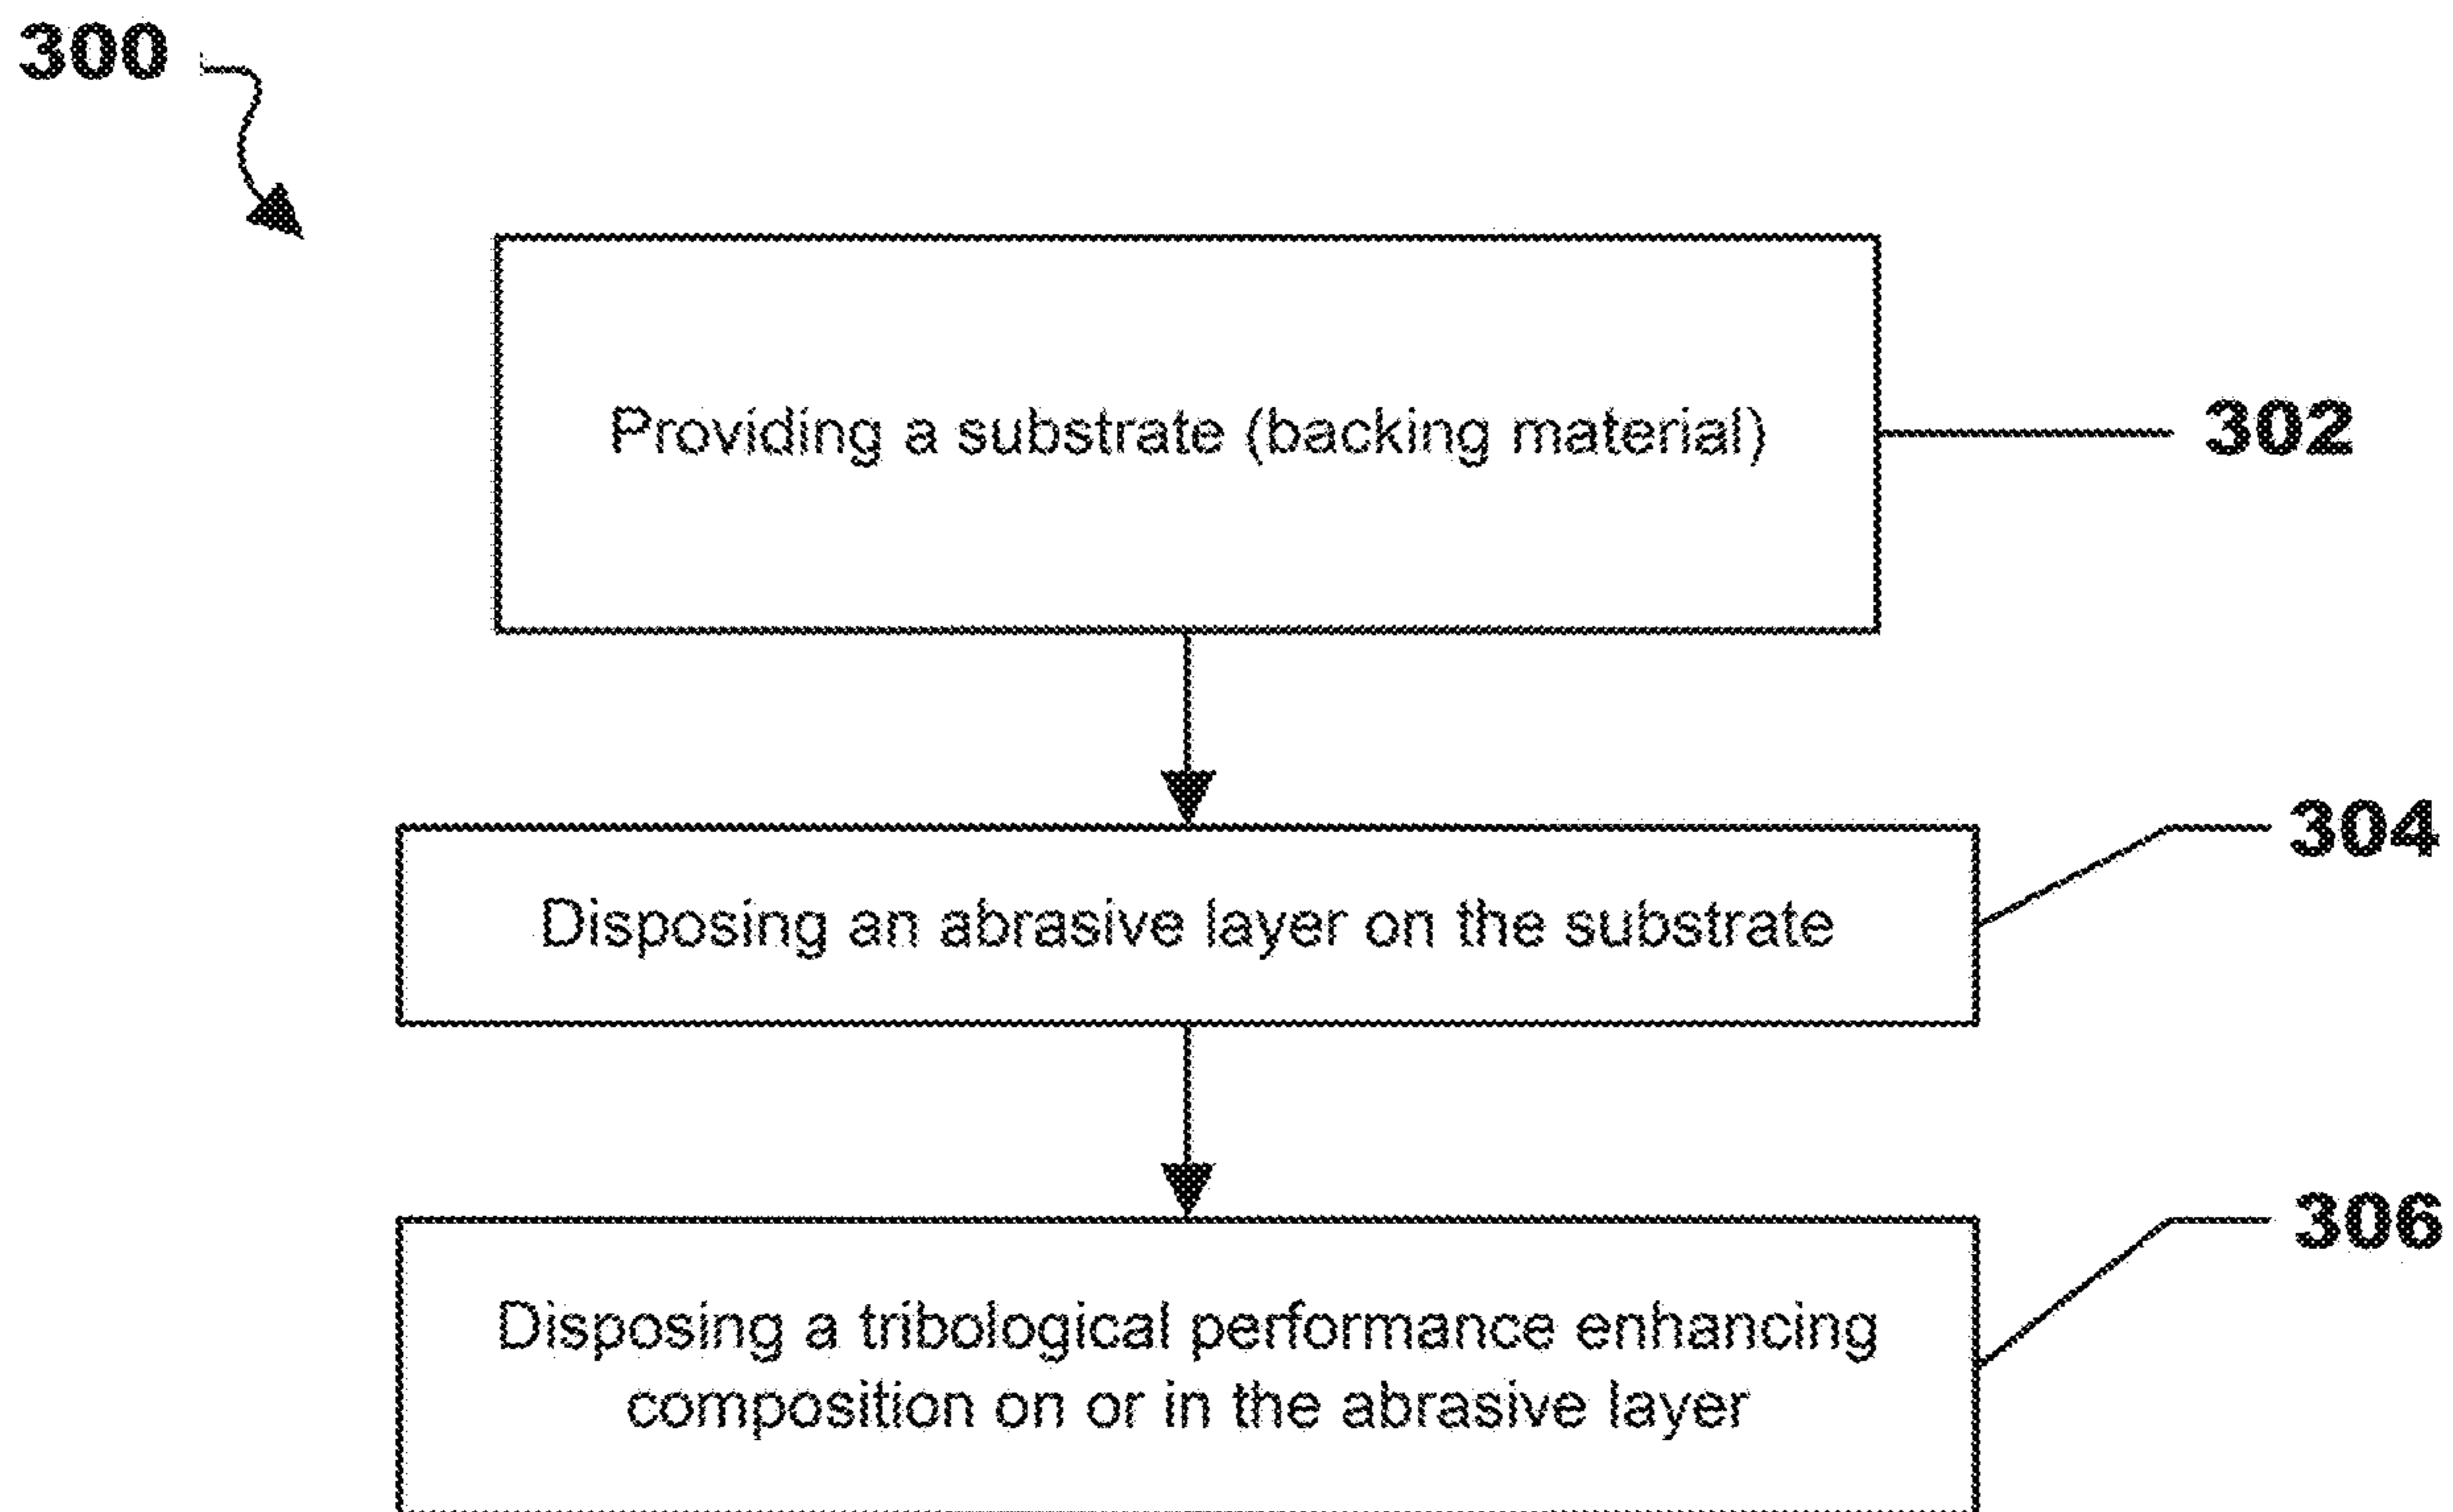 300
Providing a substrate (backing material)
302
304
Disposing an abrasive layer on the substrate
306
Disposing a tribological performance enhancing
composition on or in the abrasive layer